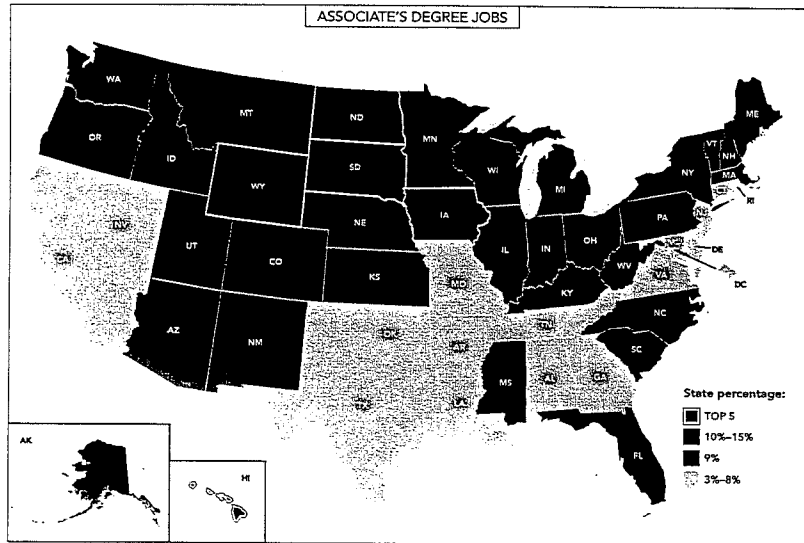 ASSOCIATE'S DEGREE JOBS
WA
MT
ND
MN
ME
OR
ID
SD
WI
VT
NH
WY
MI
NY
MA
RI
NV
NE
IA
PA
UT
CO
IL
IN
OH
DE
KS
MO
WV
VA
DC
KY
AZ
NM
OK
AR
TN
NC
SC
MS
AL
GA
TX
LA
FL
State percentage:
TOP 5
10%–15%
9%
3%–8%
AK
HI